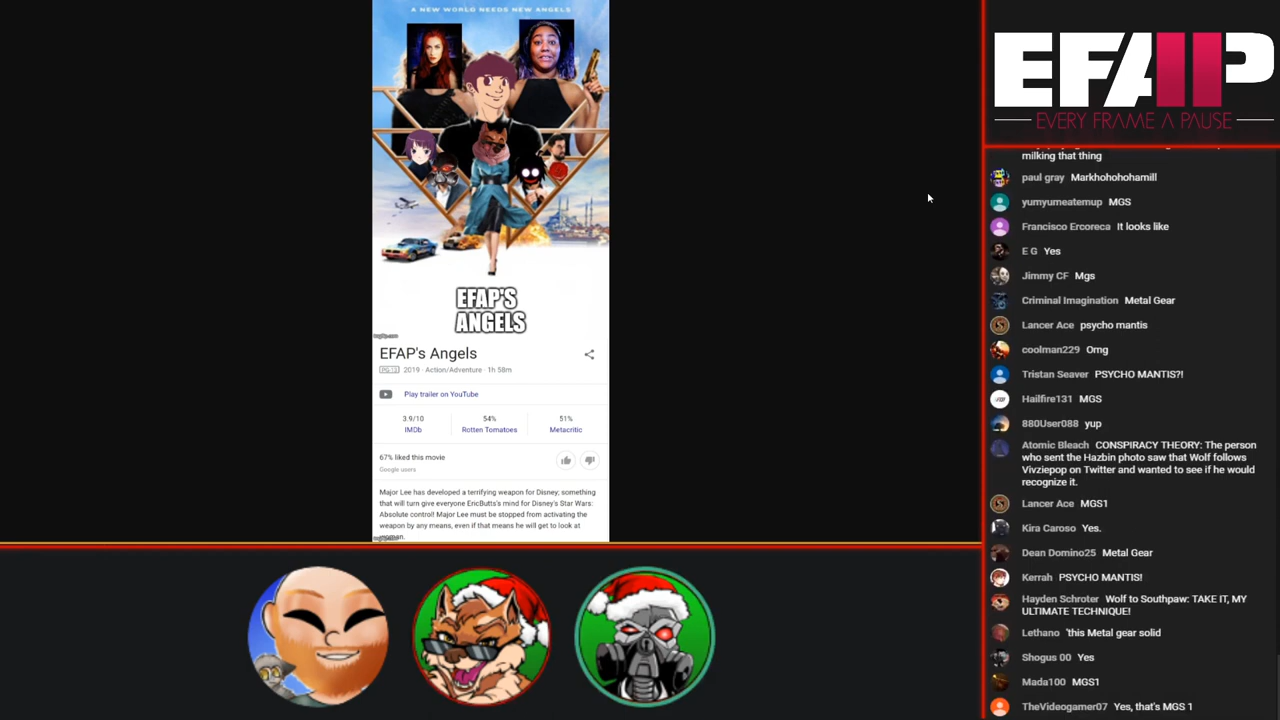 A NEW WORLD NEEDS NEW ANGELS
EFAP'S
ANGELS
imgflip.com
EFAP's Angels
PG-13 2019 · Action/Adventure · 1h 58m
Play trailer on YouTube
3.9/10
IMDb
54%
Rotten Tomatoes
51%
Metacritic
67% liked this movie
Google users
Major Lee has developed a terrifying weapon for Disney; something
that will turn give everyone EricButts's mind for Disney's Star Wars:
Absolute control! Major Lee must be stopped from activating the
weapon by any means, even if that means he will get to look at
woman.
EFAP
EVERY FRAME A PAUSE
milking that thing
paul gray Markhohohohamill
yumyumeatemup MGS
Francisco Ercoreca It looks like
E G Yes
Jimmy CF Mgs
Criminal Imagination Metal Gear
Lancer Ace psycho mantis
coolman229 Omg
Tristan Seaver PSYCHO MANTIS?!
Hailfire131 MGS
880User088 yup
Atomic Bleach CONSPIRACY THEORY: The person
who sent the Hazbin photo saw that Wolf follows
Vivziepop on Twitter and wanted to see if he would
recognize it.
Lancer Ace MGS1
Kira Caroso Yes.
Dean Domino25 Metal Gear
Kerrah PSYCHO MANTIS!
Hayden Schroter Wolf to Southpaw: TAKE IT, MY
ULTIMATE TECHNIQUE!
Lethano 'this Metal gear solid
Shogus 00 Yes
Mada100 MGS1
TheVideogamer07 Yes, that's MGS 1